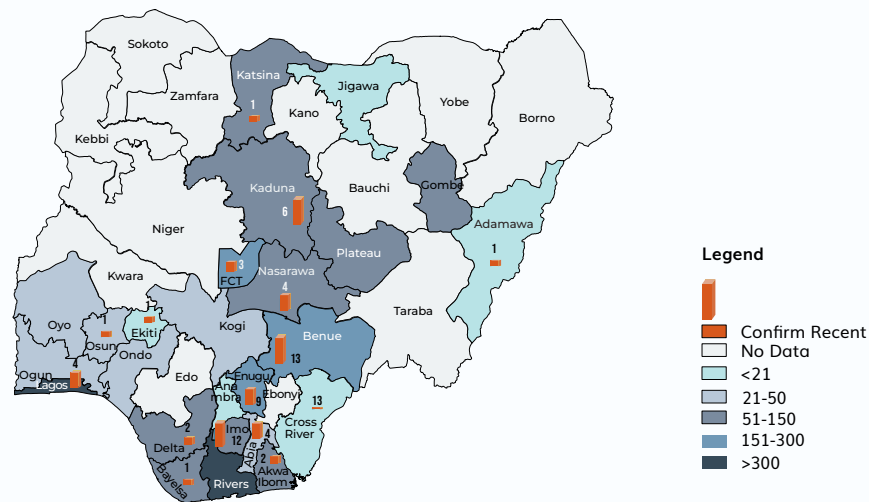 Sokoto
Katsina
1
Jigawa
Zamfara
Kano
Yobe
Borno
Kebbi
Kaduna
6
Bauchi
Gombe
Niger
Adamawa
1
Plateau
3
FCT
Nasarawa
4
Kwara
Taraba
Oyo
1
Osun
Ekiti
Kogi
Benue
13
Ondo
Ogun
4
Lagos
Edo
Enugu
9
Ana
mbra
Ebonyi
13
Cross
River
2
Delta
Imo
12
4
Abia
1
Bayelsa
Rivers
2
Akwa
Ibom
Legend
Confirm Recent
No Data
<21
21-50
51-150
151-300
>300